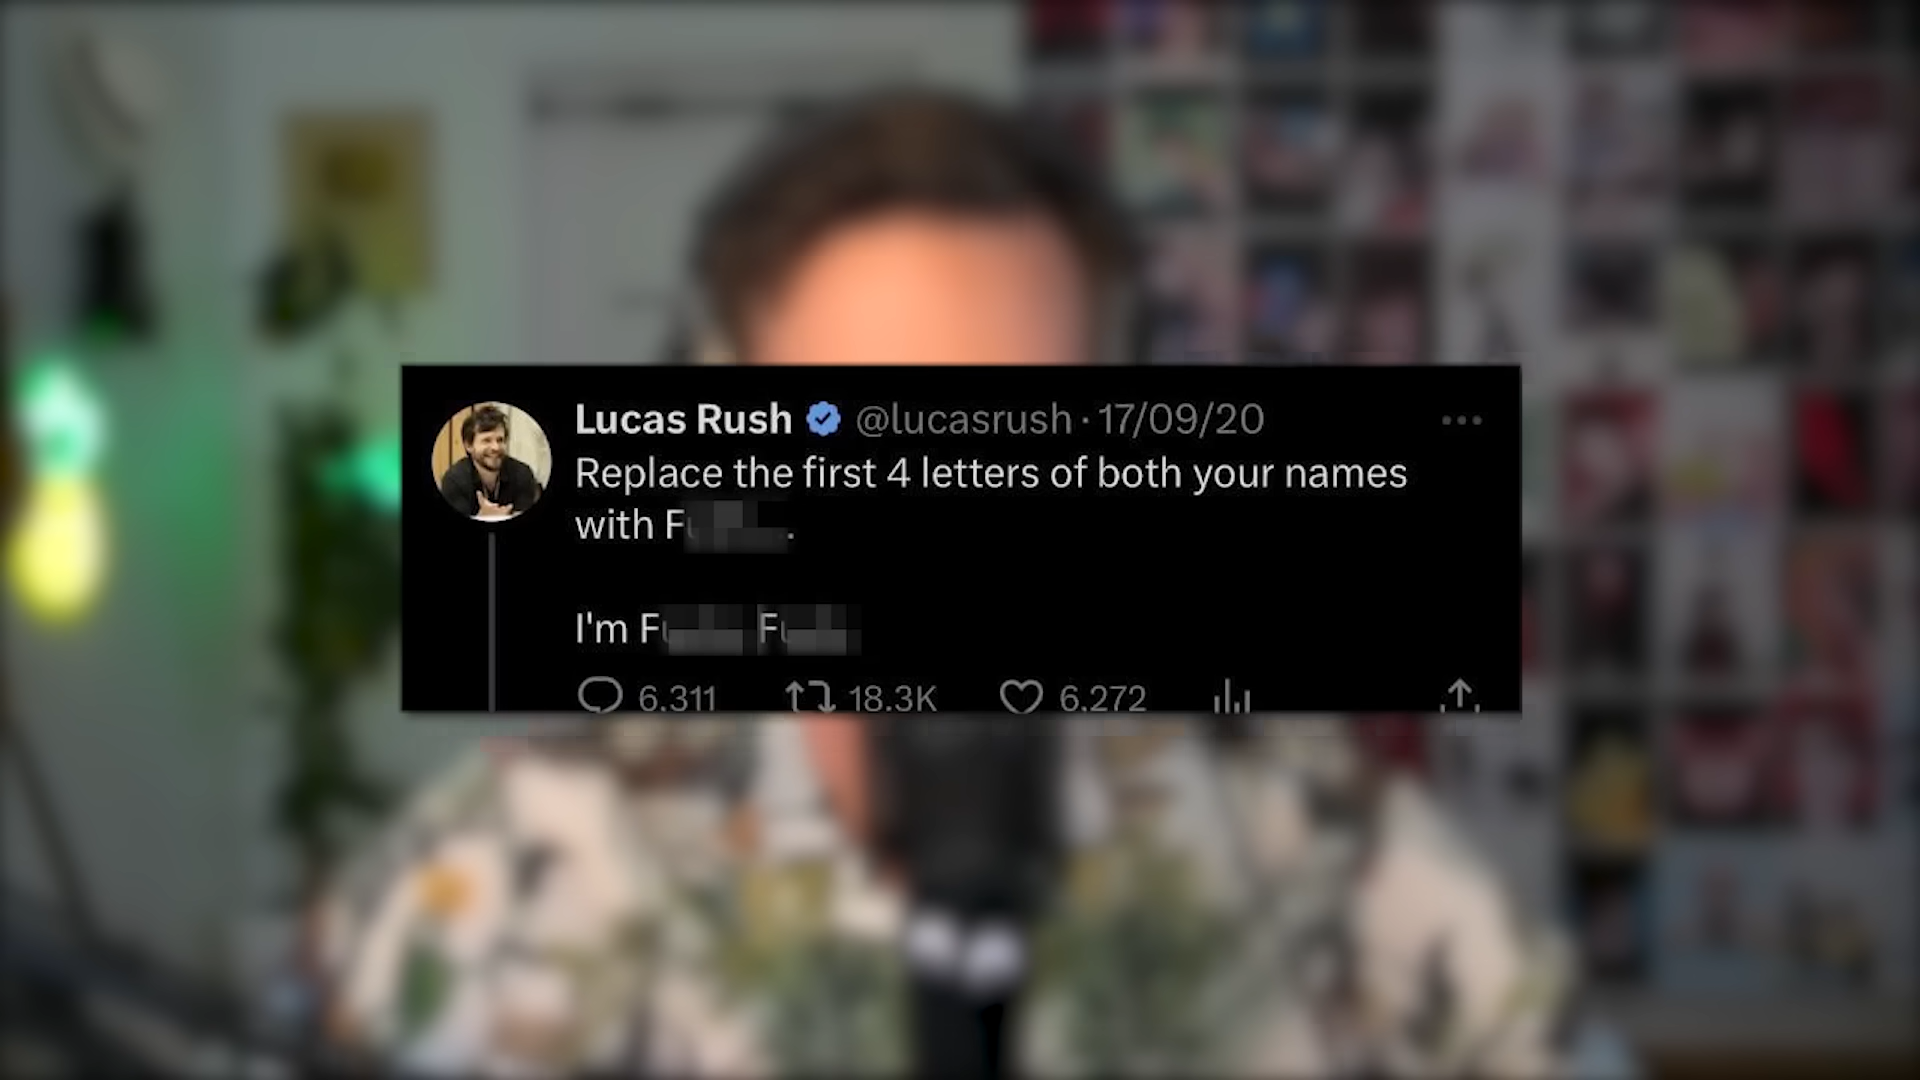 Lucas Rush @lucasrush · 17/09/20
Replace the first 4 letters of both your names
with
I'm
6,311 18.3K 6,272